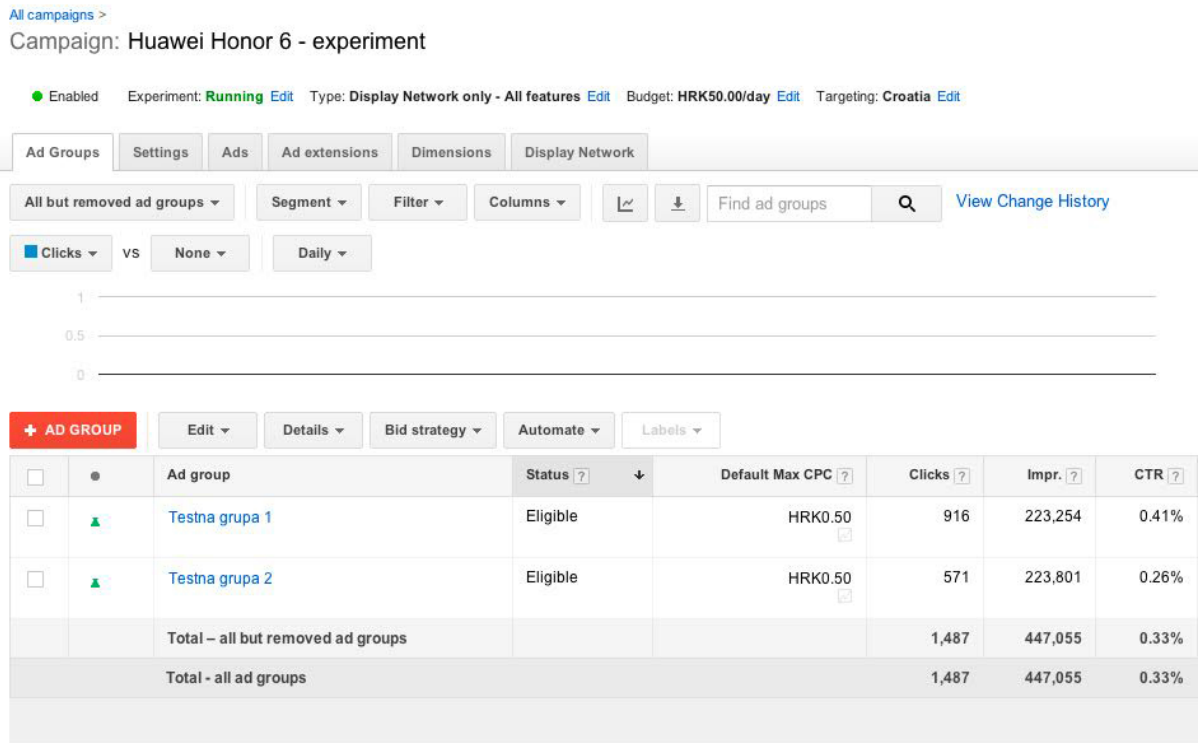 All campaigns >
Campaign: Huawei Honor 6 - experiment
Enabled Experiment: Running Edit Type: Display Network only - All features Edit Budget: HRK50.00/day Edit Targeting: Croatia Edit
Ad Groups Settings Ads Ad extensions Dimensions Display Network
All but removed ad groups Segment Filter Columns Find ad groups View Change History
Clicks VS None Daily
1
0.5
0
+ AD GROUP Edit Details Bid strategy Automate Labels
Ad group Status ? Default Max CPC ? Clicks ? Impr. ? CTR ?
Testna grupa 1 Eligible HRK0.50 916 223,254 0.41%
Testna grupa 2 Eligible HRK0.50 571 223,801 0.26%
Total – all but removed ad groups 1,487 447,055 0.33%
Total - all ad groups 1,487 447,055 0.33%